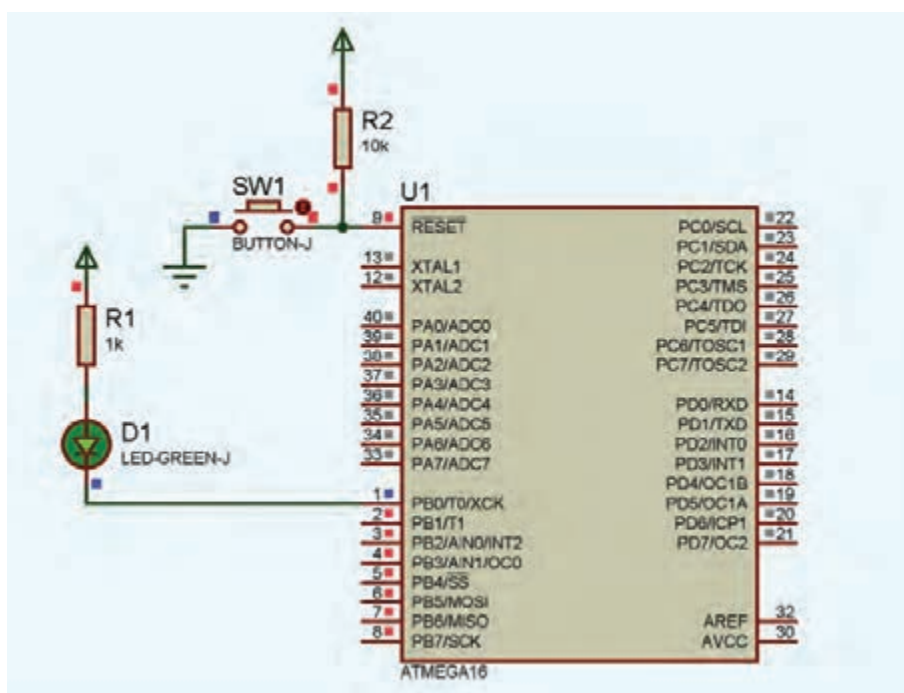 R2
10k
SW1
BUTTON-J
R1
1k
D1
LED-GREEN-J
U1
9 RESET
13 XTAL1
12 XTAL2
40 PA0/ADC0
39 PA1/ADC1
38 PA2/ADC2
37 PA3/ADC3
36 PA4/ADC4
35 PA5/ADC5
34 PA6/ADC6
33 PA7/ADC7
1 PB0/T0/XCK
2 PB1/T1
3 PB2/AIN0/INT2
4 PB3/AIN1/OC0
5 PB4/SS
6 PB5/MOSI
7 PB6/MISO
8 PB7/SCK
PC0/SCL 22
PC1/SDA 23
PC2/TCK 24
PC3/TMS 25
PC4/TDO 26
PC5/TDI 27
PC6/TOSC1 28
PC7/TOSC2 29
PD0/RXD 14
PD1/TXD 15
PD2/INT0 16
PD3/INT1 17
PD4/OC1B 18
PD5/OC1A 19
PD6/ICP1 20
PD7/OC2 21
AREF 32
AVCC 30
ATMEGA16